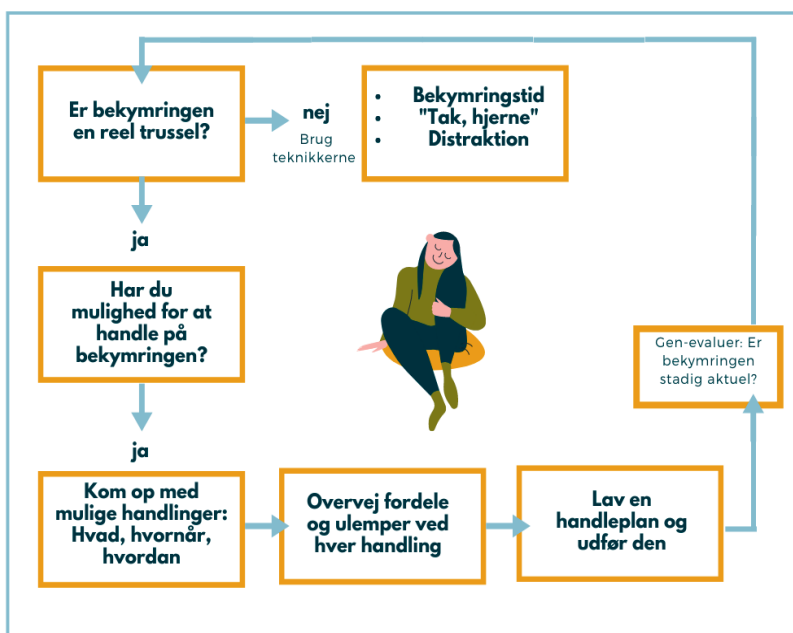 Er bekymringen
en reel trussel?
nej
Brug
teknikkerne
• Bekymringstid
• "Tak, hjerne"
• Distraktion
ja
Har du
mulighed for at
handle på
bekymringen?
ja
Kom op med
mulige handlinger:
Hvad, hvornår,
hvordan
Overvej fordele
og ulemper ved
hver handling
Lav en
handleplan og
udfør den
Gen-evaluer: Er
bekymringen
stadig aktuel?